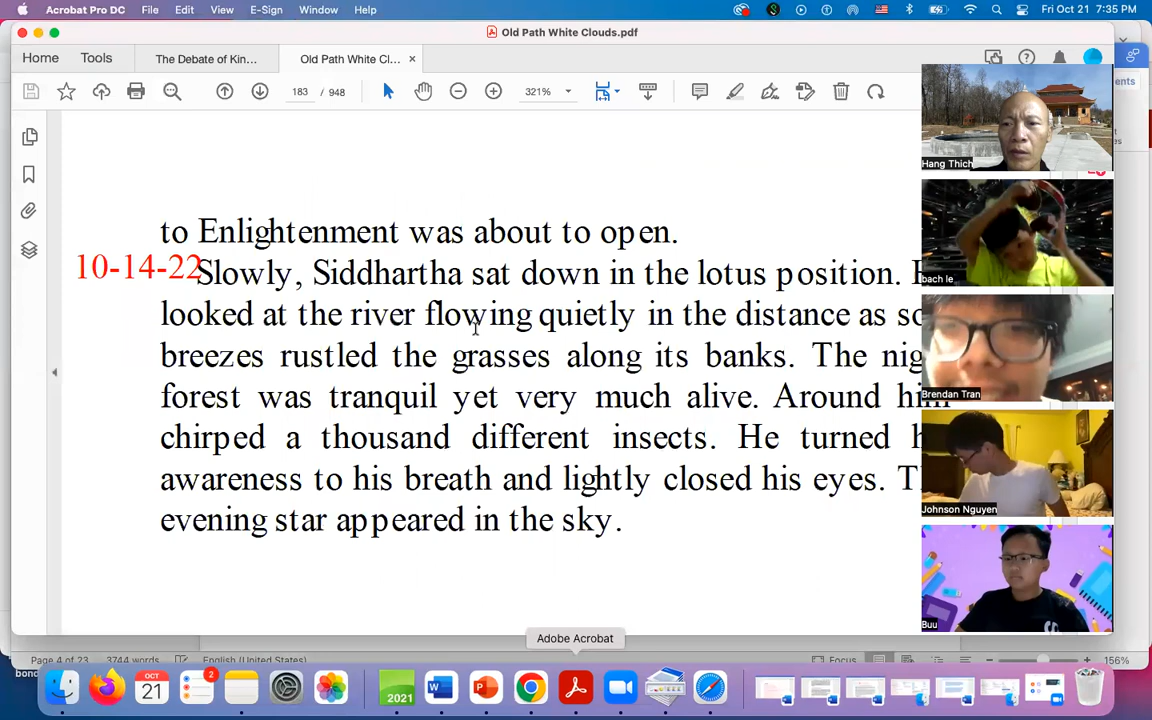 Acrobat Pro DC File Edit View E-Sign Window Help Fri Oct 21 7:35 PM
Old Path White Clouds.pdf
Home Tools The Debate of Kin... Old Path White Cl... ×
183 / 948 321%
to Enlightenment was about to open.
10-14-22 Slowly, Siddhartha sat down in the lotus position.
looked at the river flowing quietly in the distance as
breezes rustled the grasses along its banks. The
forest was tranquil yet very much alive. Around
chirped a thousand different insects. He turned
awareness to his breath and lightly closed his eyes.
evening star appeared in the sky.
Hang Thich
bach le
Brendan Tran
Johnson Nguyen
Buu
Adobe Acrobat
Page 4 of 23 3744 words English (United States) Focus 156%
OCT
21
2
2021